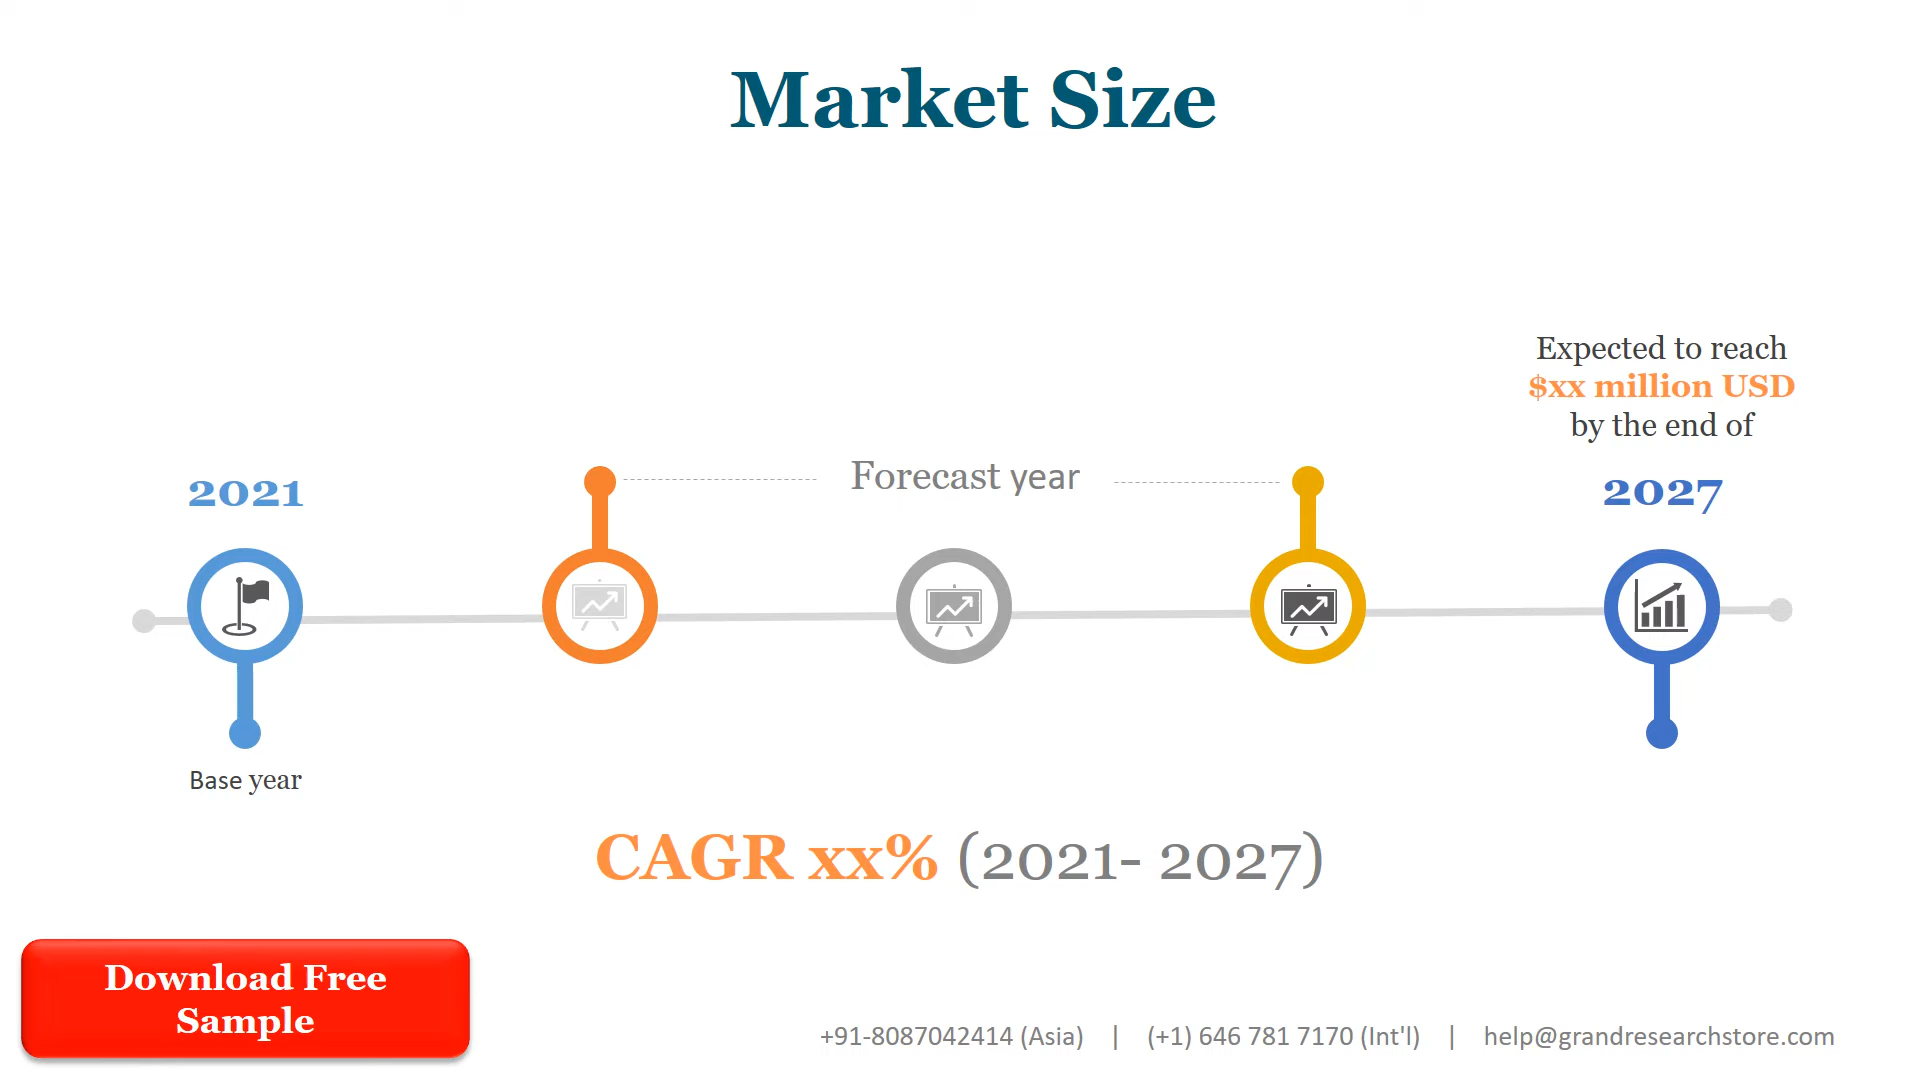 Market Size
Expected to reach
$xx million USD
by the end of
2021
Forecast year
2027
Base year
CAGR xx% (2021- 2027)
Download Free
Sample
+91-8087042414 (Asia) | (+1) 646 781 7170 (Int'l) | help@grandresearchstore.com